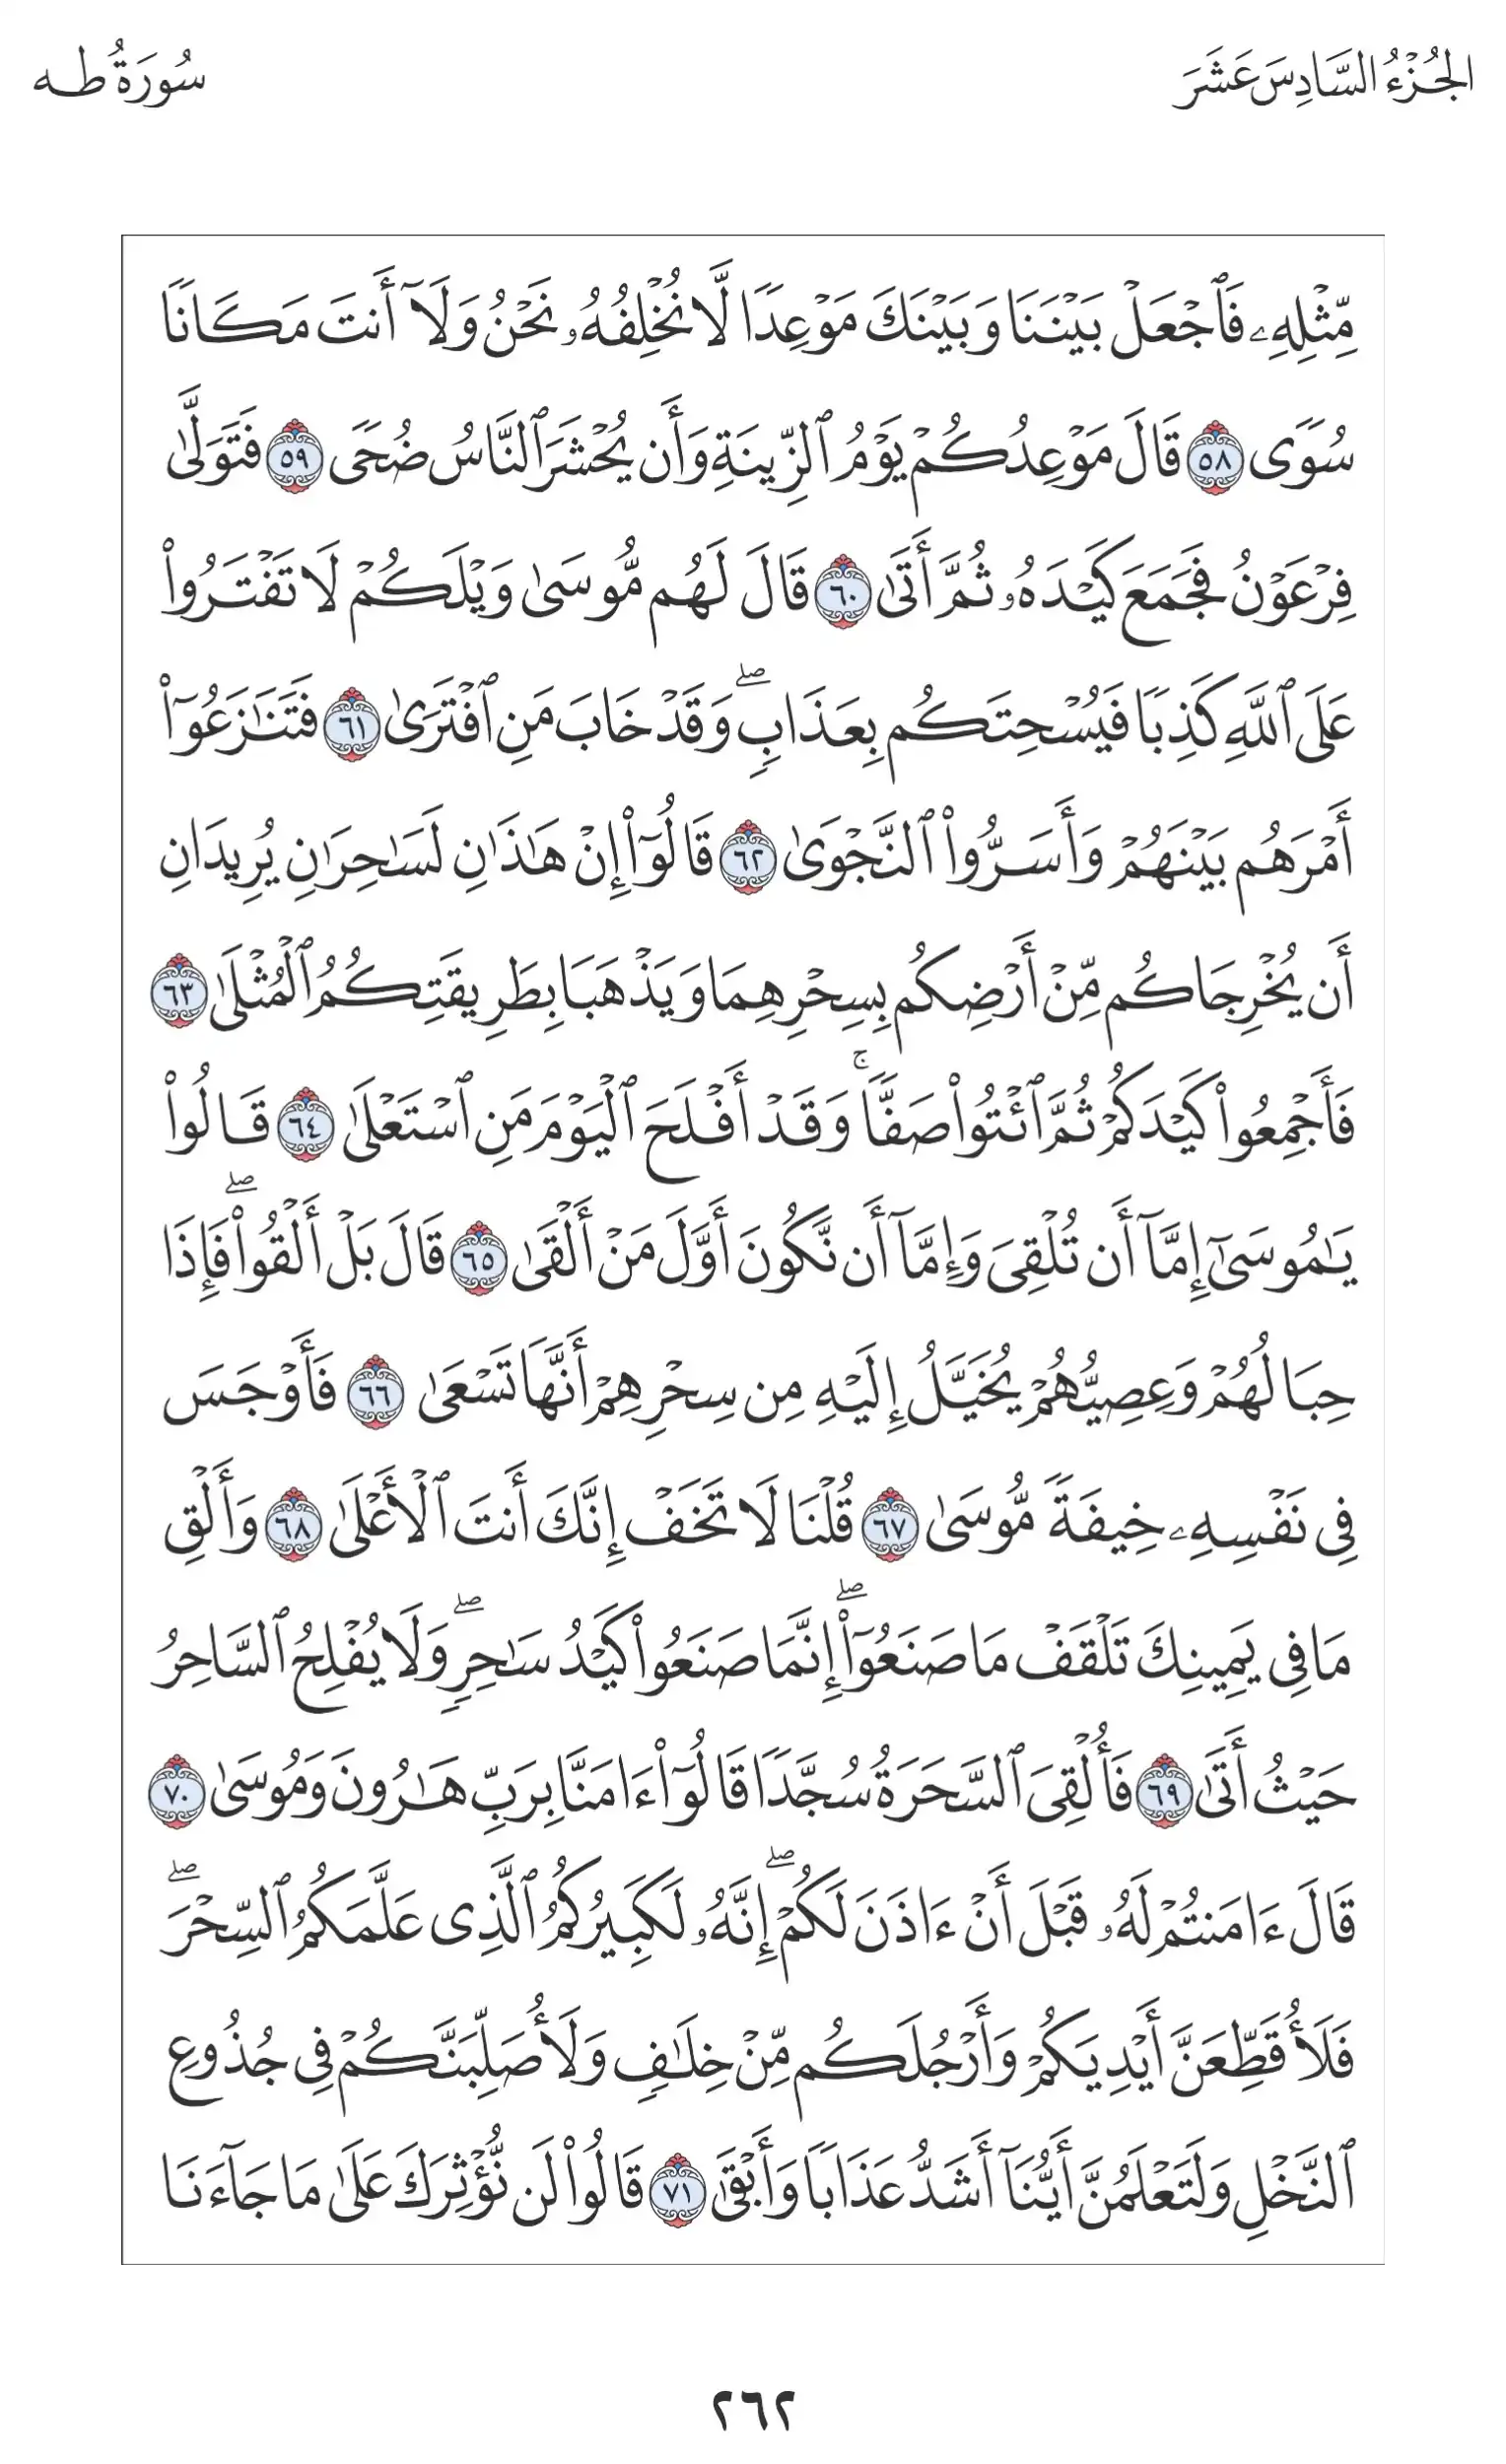 الجُزْءُ السَّادِسَ عَشَرَ
سُورَةُ طه
مِّثْلِهِۦ فَٱجْعَلْ بَيْنَنَا وَبَيْنَكَ مَوْعِدًا لَّا نُخْلِفُهُۥ نَحْنُ وَلَآ أَنتَ مَكَانًا
سُوًى ٥٨ قَالَ مَوْعِدُكُمْ يَوْمُ ٱلزِّينَةِ وَأَن يُحْشَرَ ٱلنَّاسُ ضُحًى ٥٩ فَتَوَلَّىٰ
فِرْعَوْنُ فَجَمَعَ كَيْدَهُۥ ثُمَّ أَتَىٰ ٦٠ قَالَ لَهُم مُّوسَىٰ وَيْلَكُمْ لَا تَفْتَرُوا۟
عَلَى ٱللَّهِ كَذِبًا فَيُسْحِتَكُم بِعَذَابٍ ۖ وَقَدْ خَابَ مَنِ ٱفْتَرَىٰ ٦١ فَتَنَـٰزَعُوٓا۟
أَمْرَهُم بَيْنَهُمْ وَأَسَرُّوا۟ ٱلنَّجْوَىٰ ٦٢ قَالُوٓا۟ إِنْ هَـٰذَٰنِ لَسَـٰحِرَٰنِ يُرِيدَانِ
أَن يُخْرِجَاكُم مِّنْ أَرْضِكُم بِسِحْرِهِمَا وَيَذْهَبَا بِطَرِيقَتِكُمُ ٱلْمُثْلَىٰ ٦٣
فَأَجْمِعُوا۟ كَيْدَكُمْ ثُمَّ ٱئْتُوا۟ صَفًّا ۚ وَقَدْ أَفْلَحَ ٱلْيَوْمَ مَنِ ٱسْتَعْلَىٰ ٦٤ قَالُوا۟
يَـٰمُوسَىٰٓ إِمَّآ أَن تُلْقِىَ وَإِمَّآ أَن نَّكُونَ أَوَّلَ مَنْ أَلْقَىٰ ٦٥ قَالَ بَلْ أَلْقُوا۟ ۖ فَإِذَا
حِبَالُهُمْ وَعِصِيُّهُمْ يُخَيَّلُ إِلَيْهِ مِن سِحْرِهِمْ أَنَّهَا تَسْعَىٰ ٦٦ فَأَوْجَسَ
فِى نَفْسِهِۦ خِيفَةً مُّوسَىٰ ٦٧ قُلْنَا لَا تَخَفْ إِنَّكَ أَنتَ ٱلْأَعْلَىٰ ٦٨ وَأَلْقِ
مَا فِى يَمِينِكَ تَلْقَفْ مَا صَنَعُوٓا۟ ۖ إِنَّمَا صَنَعُوا۟ كَيْدُ سَـٰحِرٍ ۖ وَلَا يُفْلِحُ ٱلسَّاحِرُ
حَيْثُ أَتَىٰ ٦٩ فَأُلْقِىَ ٱلسَّحَرَةُ سُجَّدًا قَالُوٓا۟ ءَامَنَّا بِرَبِّ هَـٰرُونَ وَمُوسَىٰ ٧٠
قَالَ ءَامَنتُمْ لَهُۥ قَبْلَ أَنْ ءَاذَنَ لَكُمْ ۖ إِنَّهُۥ لَكَبِيرُكُمُ ٱلَّذِى عَلَّمَكُمُ ٱلسِّحْرَ ۖ
فَلَأُقَطِّعَنَّ أَيْدِيَكُمْ وَأَرْجُلَكُم مِّنْ خِلَـٰفٍ وَلَأُصَلِّبَنَّكُمْ فِى جُذُوعِ
ٱلنَّخْلِ وَلَتَعْلَمُنَّ أَيُّنَآ أَشَدُّ عَذَابًا وَأَبْقَىٰ ٧١ قَالُوا۟ لَن نُّؤْثِرَكَ عَلَىٰ مَا جَآءَنَا
٢٦٢